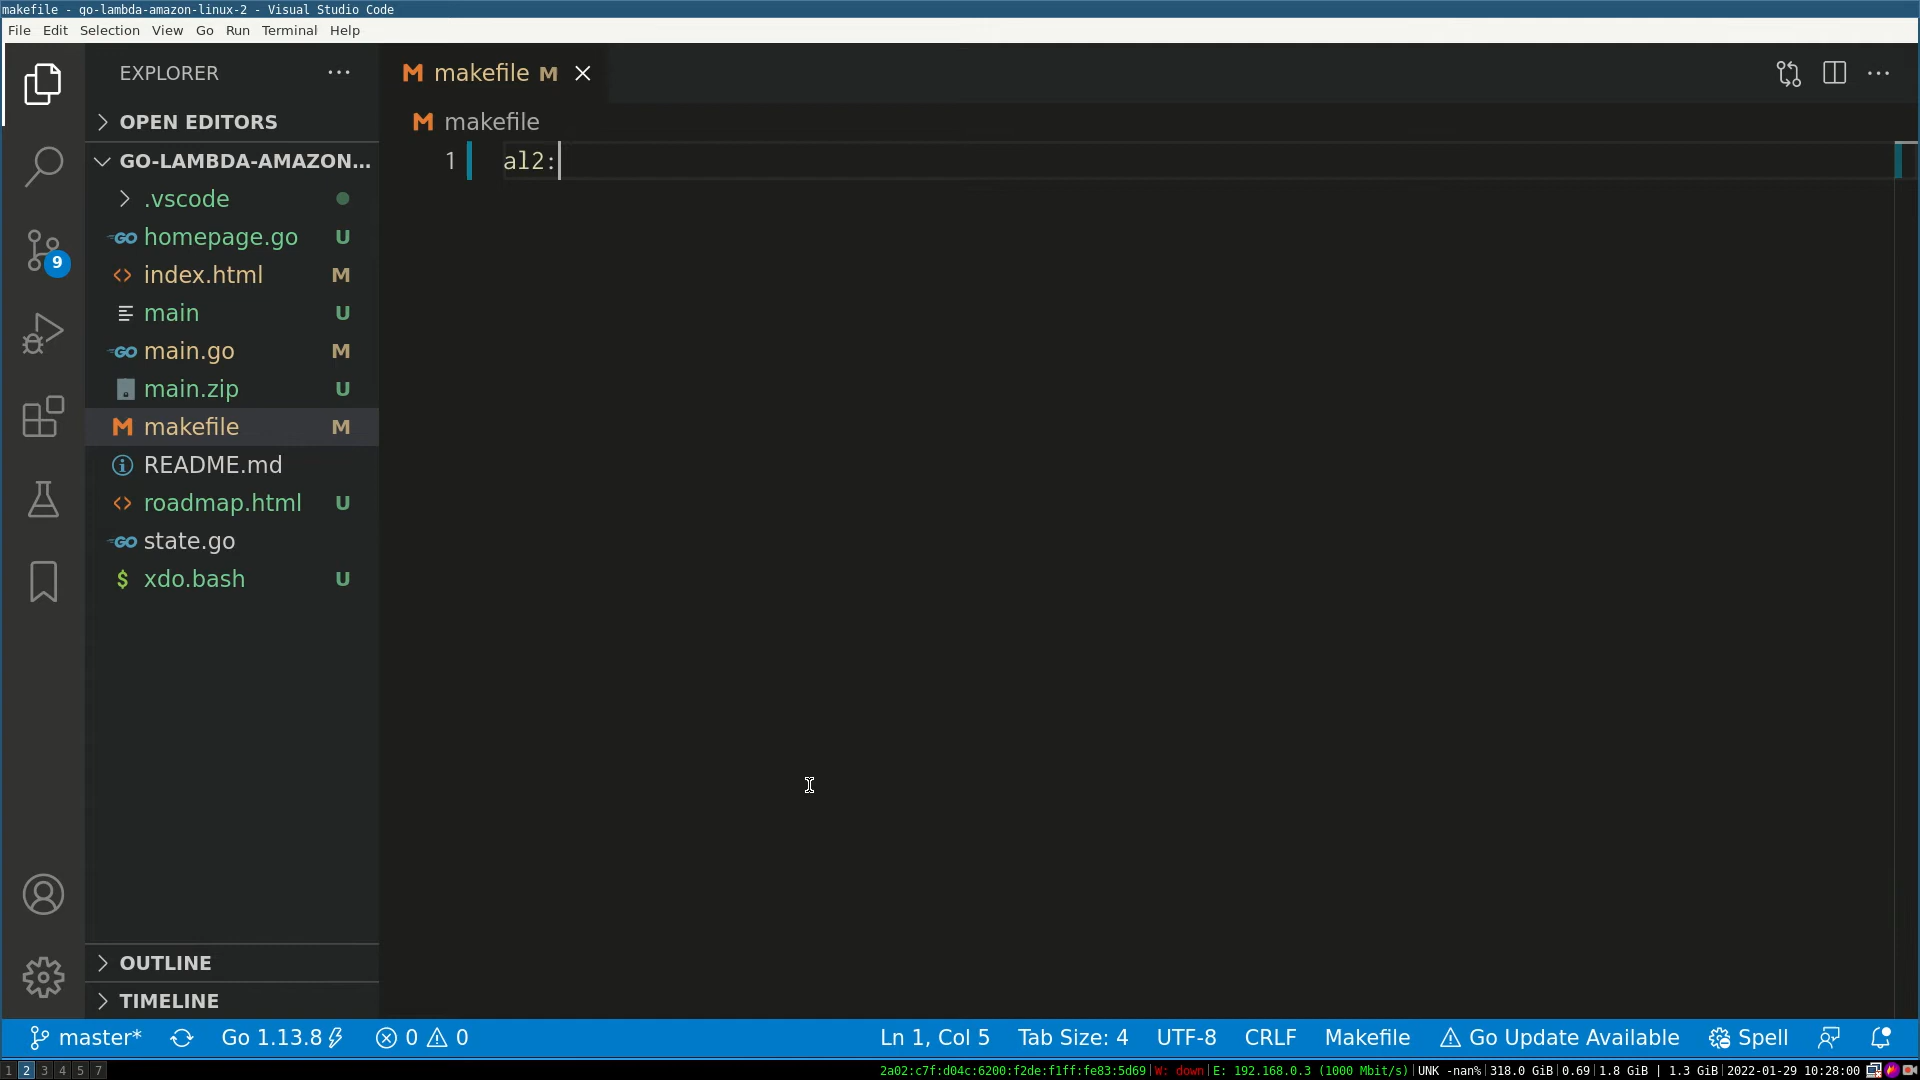 makefile - go-lambda-amazon-linux-2 - Visual Studio Code
File Edit Selection View Go Run Terminal Help
EXPLORER
OPEN EDITORS
GO-LAMBDA-AMAZON...
.vscode
homepage.go U
index.html M
main U
main.go M
main.zip U
makefile M
README.md
roadmap.html U
state.go
xdo.bash U
OUTLINE
TIMELINE
9
makefile M
makefile
1 al2:
master* Go 1.13.8 0 0 Ln 1, Col 5 Tab Size: 4 UTF-8 CRLF Makefile Go Update Available Spell
1 2 3 4 5 7 2a02:c7f:d04c:6200:f2de:f1ff:fe83:5d69 | W: down | E: 192.168.0.3 (1000 Mbit/s) | UNK -nan% | 318.0 GiB | 0.69 | 1.8 GiB | 1.3 GiB | 2022-01-29 10:28:00